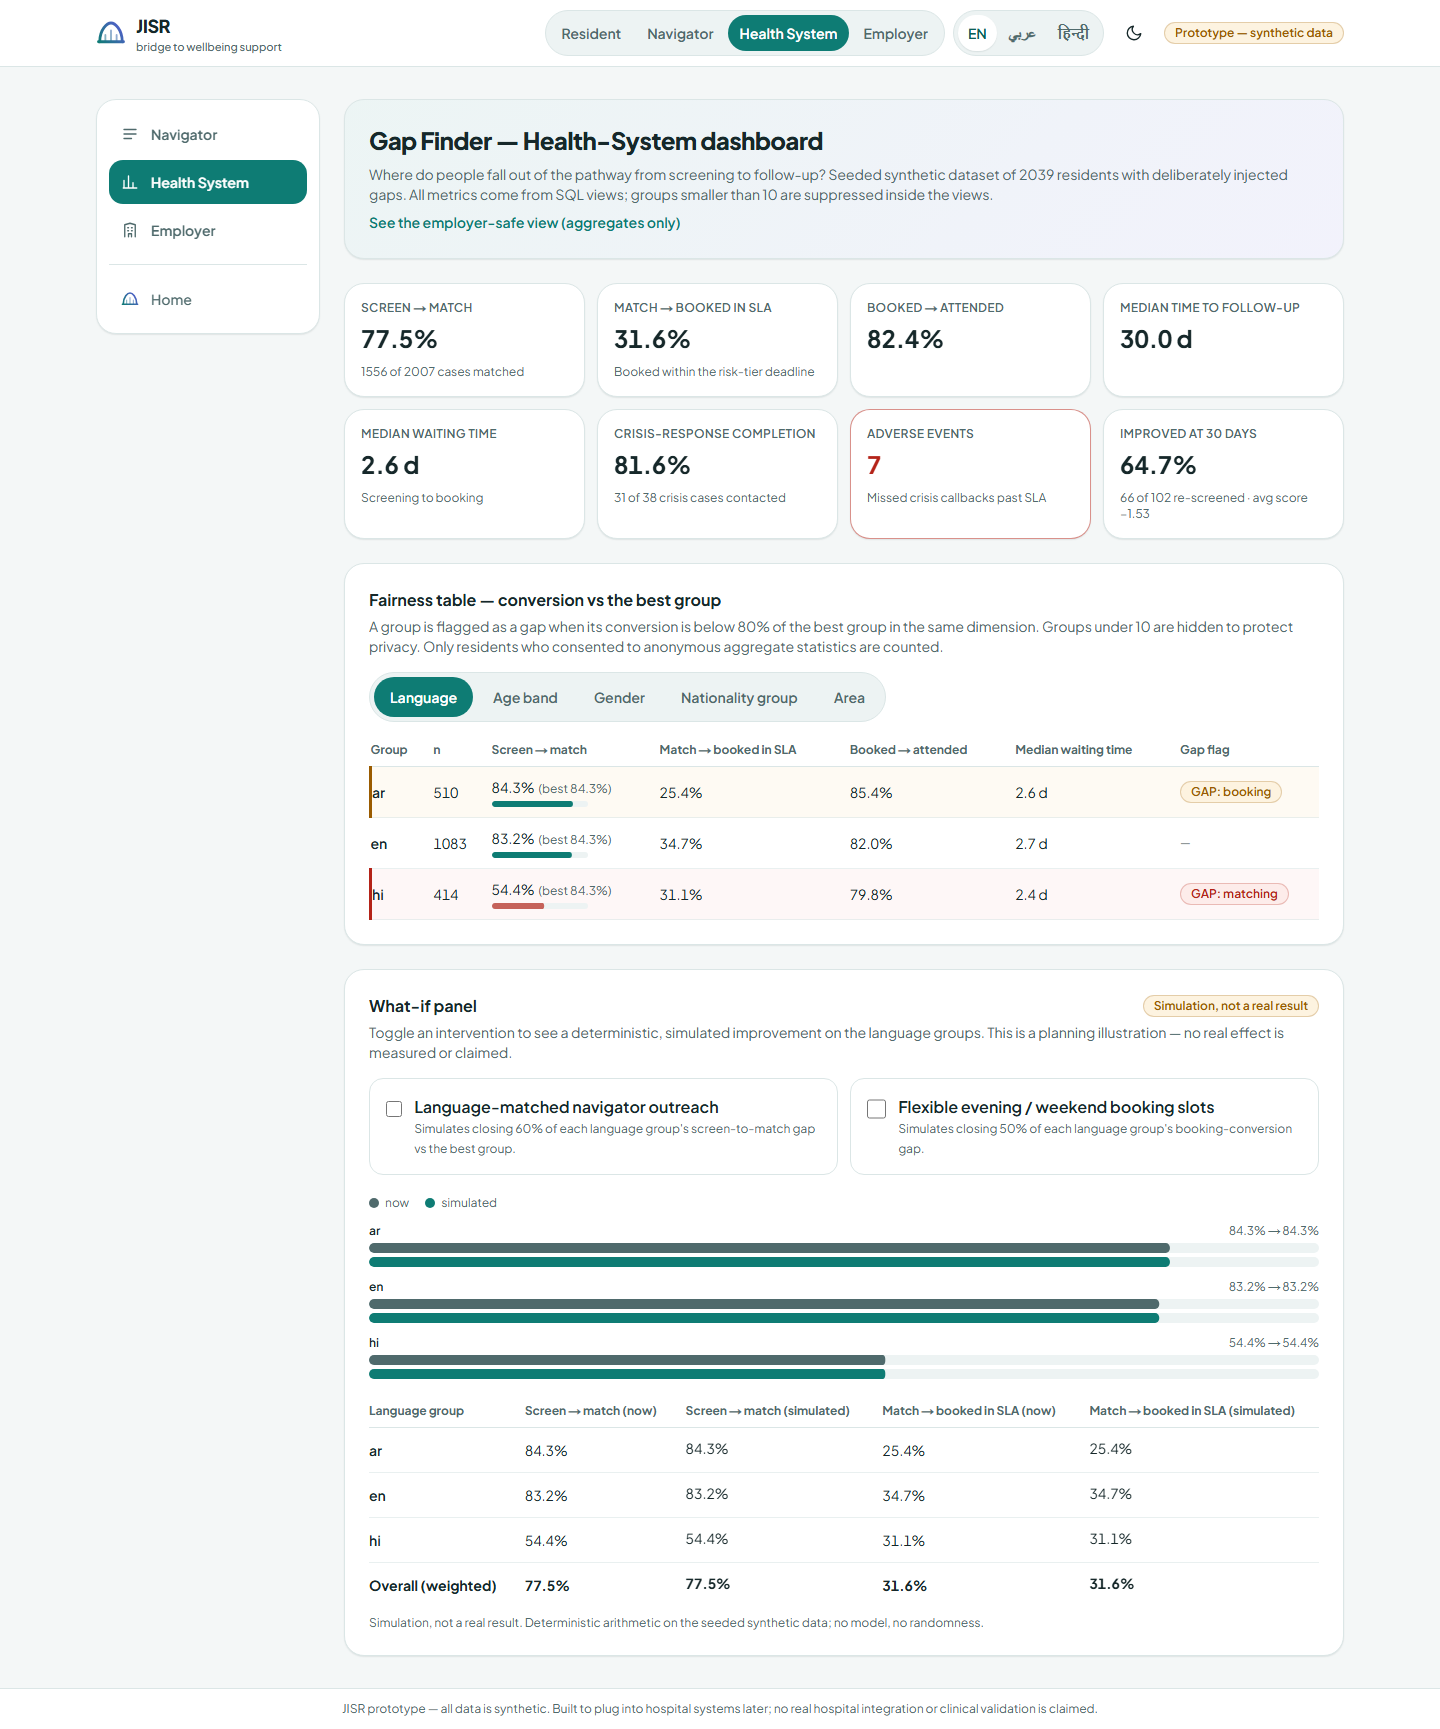 JISR
bridge to wellbeing support
Resident
Navigator
Health System
Employer
EN
عربي
हिन्दी
Prototype — synthetic data
Navigator
Health System
Employer
Home
Gap Finder — Health-System dashboard
Where do people fall out of the pathway from screening to follow-up? Seeded synthetic dataset of 2039 residents with deliberately injected
gaps. All metrics come from SQL views; groups smaller than 10 are suppressed inside the views.
See the employer-safe view (aggregates only)
SCREEN → MATCH
77.5%
1556 of 2007 cases matched
MATCH → BOOKED IN SLA
31.6%
Booked within the risk-tier deadline
BOOKED → ATTENDED
82.4%
MEDIAN TIME TO FOLLOW-UP
30.0 d
MEDIAN WAITING TIME
2.6 d
Screening to booking
CRISIS-RESPONSE COMPLETION
81.6%
31 of 38 crisis cases contacted
ADVERSE EVENTS
7
Missed crisis callbacks past SLA
IMPROVED AT 30 DAYS
64.7%
66 of 102 re-screened · avg score
−1.53
Fairness table — conversion vs the best group
A group is flagged as a gap when its conversion is below 80% of the best group in the same dimension. Groups under 10 are hidden to protect
privacy. Only residents who consented to anonymous aggregate statistics are counted.
Language Age band Gender Nationality group Area
Group n Screen → match Match → booked in SLA Booked → attended Median waiting time Gap flag
ar 510 84.3% (best 84.3%) 25.4% 85.4% 2.6 d GAP: booking
en 1083 83.2% (best 84.3%) 34.7% 82.0% 2.7 d —
hi 414 54.4% (best 84.3%) 31.1% 79.8% 2.4 d GAP: matching
What-if panel
Simulation, not a real result
Toggle an intervention to see a deterministic, simulated improvement on the language groups. This is a planning illustration — no real effect is
measured or claimed.
Language-matched navigator outreach
Simulates closing 60% of each language group's screen-to-match gap
vs the best group.
Flexible evening / weekend booking slots
Simulates closing 50% of each language group's booking-conversion
gap.
now simulated
ar 84.3% → 84.3%
en 83.2% → 83.2%
hi 54.4% → 54.4%
Language group Screen → match (now) Screen → match (simulated) Match → booked in SLA (now) Match → booked in SLA (simulated)
ar 84.3% 84.3% 25.4% 25.4%
en 83.2% 83.2% 34.7% 34.7%
hi 54.4% 54.4% 31.1% 31.1%
Overall (weighted) 77.5% 77.5% 31.6% 31.6%
Simulation, not a real result. Deterministic arithmetic on the seeded synthetic data; no model, no randomness.
JISR prototype — all data is synthetic. Built to plug into hospital systems later; no real hospital integration or clinical validation is claimed.